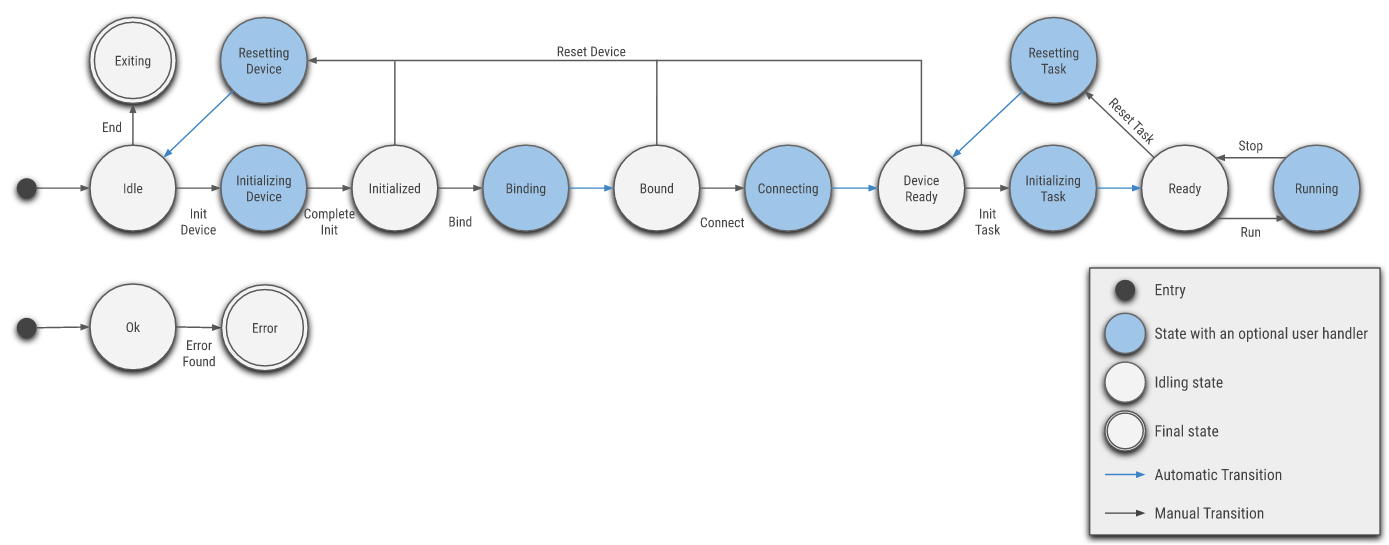 Exiting
Resetting
Device
Reset Device
Resetting
Task
End
Reset Task
Stop
Idle
Initializing
Device
Initialized
Binding
Bound
Connecting
Device
Ready
Initializing
Task
Ready
Running
Init
Device
Complete
Init
Bind
Connect
Init
Task
Run
Ok
Error
Error
Found
Entry
State with an optional user handler
Idling state
Final state
Automatic Transition
Manual Transition